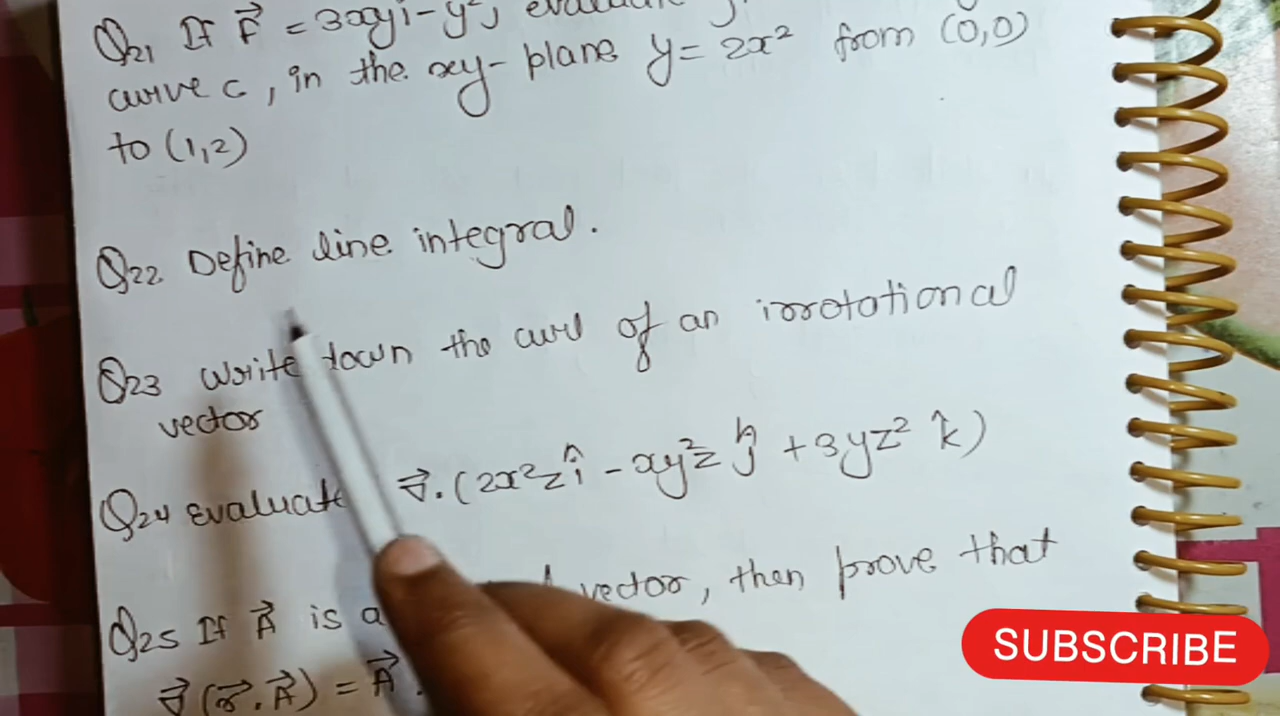 Q21 If F⃗ = 3xyi - y²j evaluate
curve c, in the xy-plane y = 2x² from (0,0)
to (1,2)
Q22 Define line integral.
Q23 Write down the curl of an irrotational
vector
Q24 Evaluate ∇⃗.(2x²zî - xy²zĵ + 3yz² k̂)
Q25 If A⃗ is a vector, then prove that
∇⃗(r⃗.A⃗) = A⃗.
SUBSCRIBE